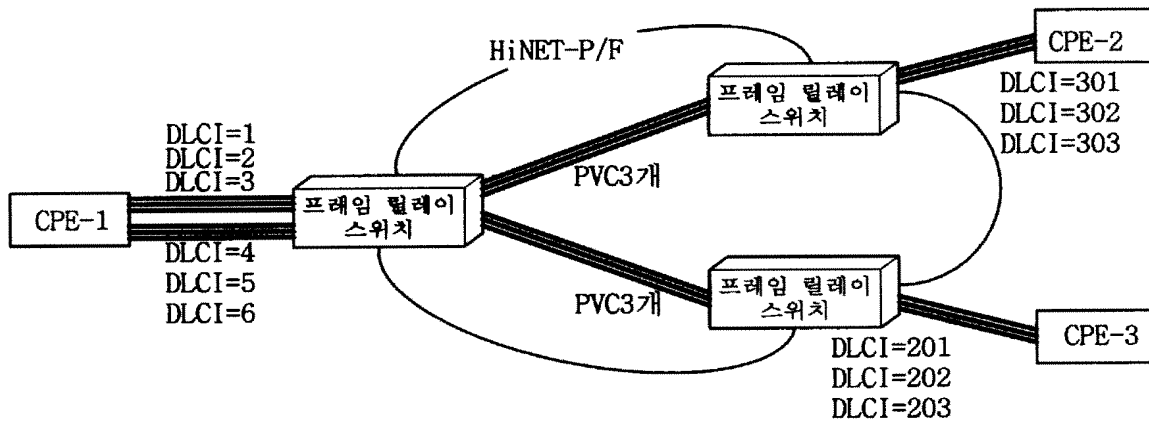 HiNET-P/F
CPE-2
프레임 릴레이
스위치
DLCI=301
DLCI=302
DLCI=303
DLCI=1
DLCI=2
DLCI=3
PVC3개
CPE-1
프래임 릴레이
스위치
DLCI=4
DLCI=5
DLCI=6
PVC3개
프레임 릴레이
스위치
CPE-3
DLCI=201
DLCI=202
DLCI=203